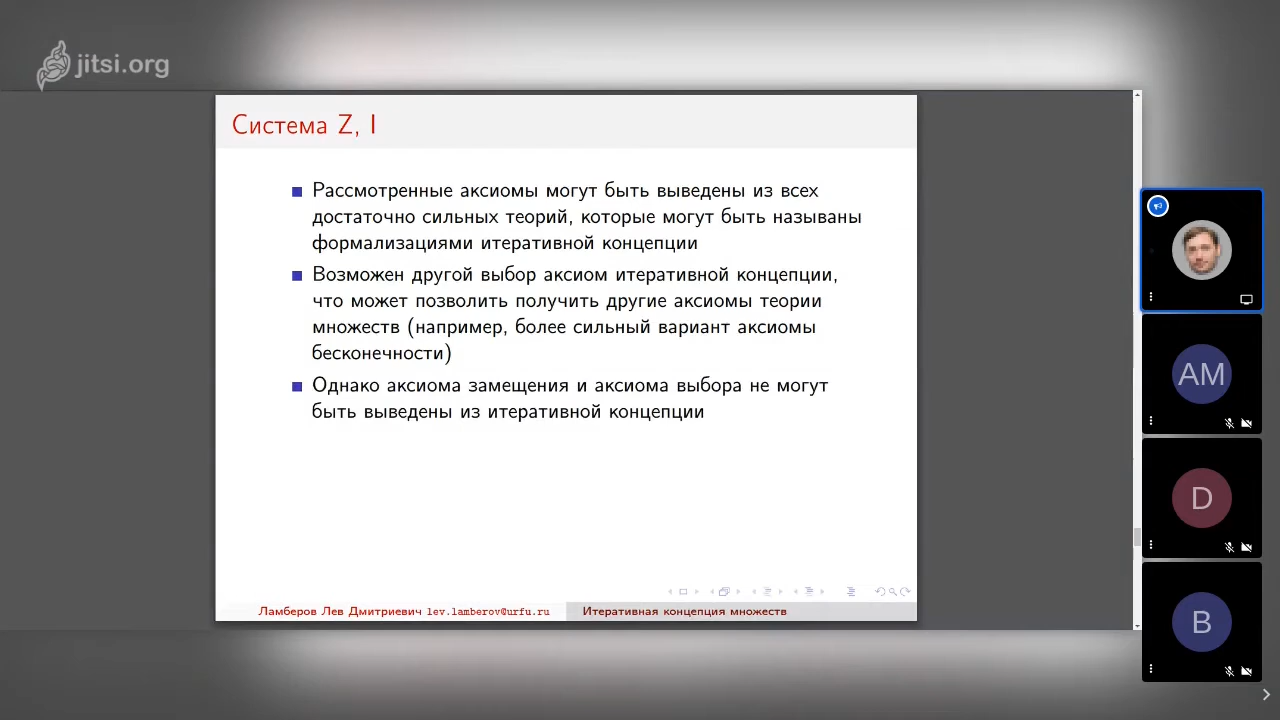 jitsi.org
Система Z, I
Рассмотренные аксиомы могут быть выведены из всех
достаточно сильных теорий, которые могут быть называны
формализациями итеративной концепции
Возможен другой выбор аксиом итеративной концепции,
что может позволить получить другие аксиомы теории
множеств (например, более сильный вариант аксиомы
бесконечности)
Однако аксиома замещения и аксиома выбора не могут
быть выведены из итеративной концепции
Ламберов Лев Дмитриевич lev.lamberov@urfu.ru
Итеративная концепция множеств
AM
D
B